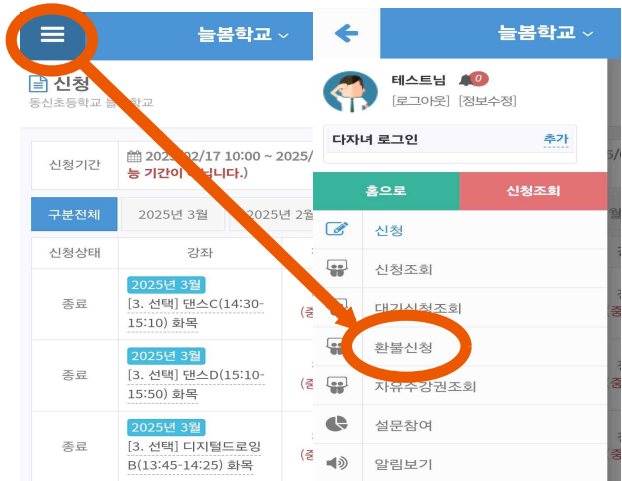 늘봄학교
신청
동신초등학교 늘봄학교
신청기간
2025/02/17 10:00 ~ 2025/
능 기간이 아닙니다.)
구분전체
2025년 3월
2025년 2월
신청상태
강좌
종료
2025년 3월
[3. 선택] 댄스C(14:30-
15:10) 화목
(중
종료
2025년 3월
[3. 선택] 댄스D(15:10-
15:50) 화목
(중
종료
2025년 3월
[3. 선택] 디지털드로잉
B(13:45-14:25) 화목
(중
늘봄학교
테스트님
0
[로그아웃] [정보수정]
다자녀 로그인
추가
홈으로
신청조회
신청
신청조회
대기신청조회
환불신청
자유수강권조회
설문참여
알림보기